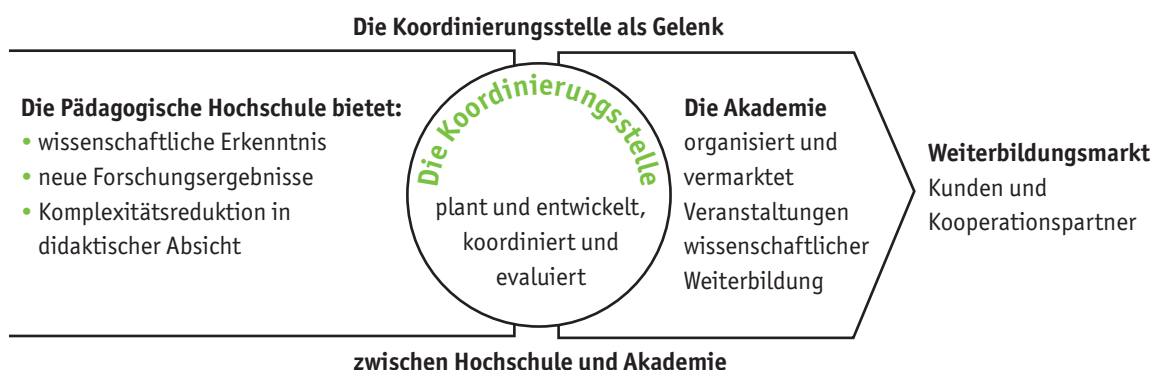 Die Koordinierungsstelle als Gelenk
Die Pädagogische Hochschule bietet:
• wissenschaftliche Erkenntnis
• neue Forschungsergebnisse
• Komplexitätsreduktion in
didaktischer Absicht
Die Koordinierungsstelle
plant und entwickelt,
koordiniert und
evaluiert
Die Akademie
organisiert und
vermarktet
Veranstaltungen
wissenschaftlicher
Weiterbildung
Weiterbildungsmarkt
Kunden und
Kooperationspartner
zwischen Hochschule und Akademie